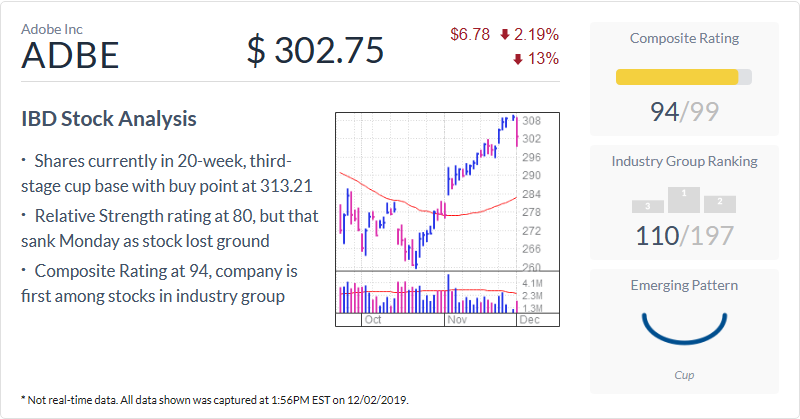 Adobe Inc
ADBE
$ 302.75
$6.78 2.19%
13%
IBD Stock Analysis
• Shares currently in 20-week, third-
stage cup base with buy point at 313.21
• Relative Strength rating at 80, but that
sank Monday as stock lost ground
• Composite Rating at 94, company is
first among stocks in industry group
308
302
296
290
284
278
272
266
260
4.1M
2.3M
1.3M
Oct Nov Dec
Composite Rating
94/99
Industry Group Ranking
3 1 2
110/197
Emerging Pattern
Cup
* Not real-time data. All data shown was captured at 1:56PM EST on 12/02/2019.